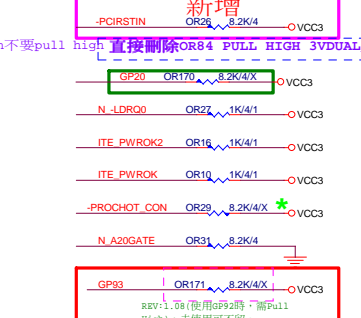 新增
-PCIRSTIN OR26 8.2K/4 VCC3
不要pull high 直接刪除OR84 PULL HIGH 3VDUAL
GP20 OR170 8.2K/4/X VCC3
N_-LDRQ0 OR27 1K/4/1 VCC3
ITE_PWROK2 OR16 1K/4/1 VCC3
ITE_PWROK OR10 1K/4/1 VCC3
-PROCHOT_CON OR29 8.2K/4/X * VCC3
N_A20GATE OR31 8.2K/4
GP93 OR171 8.2K/4/X VCC3
REV:1.08(使用GP92時,需Pull